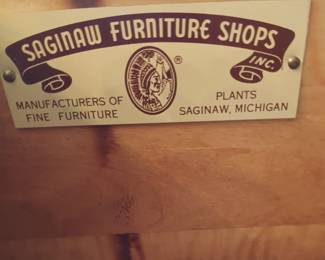 SAGINAW FURNITURE SHOPS
INC.
®
MANUFACTURERS OF
FINE FURNITURE
PLANTS
SAGINAW, MICHIGAN